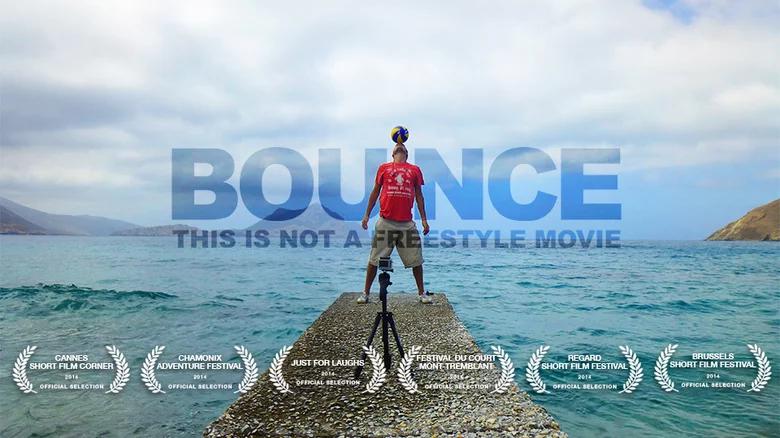 BOUNCE
THIS IS NOT A FREESTYLE MOVIE
CANNES
SHORT FILM CORNER
2014
OFFICIAL SELECTION
CHAMONIX
ADVENTURE FESTIVAL
2014
OFFICIAL SELECTION
JUST FOR LAUGHS
2014
OFFICIAL SELECTION
FESTIVAL DU COURT
MONT-TREMBLANT
OFFICIAL SELECTION
REGARD
SHORT FILM FESTIVAL
2014
OFFICIAL SELECTION
BRUSSELS
SHORT FILM FESTIVAL
2014
OFFICIAL SELECTION